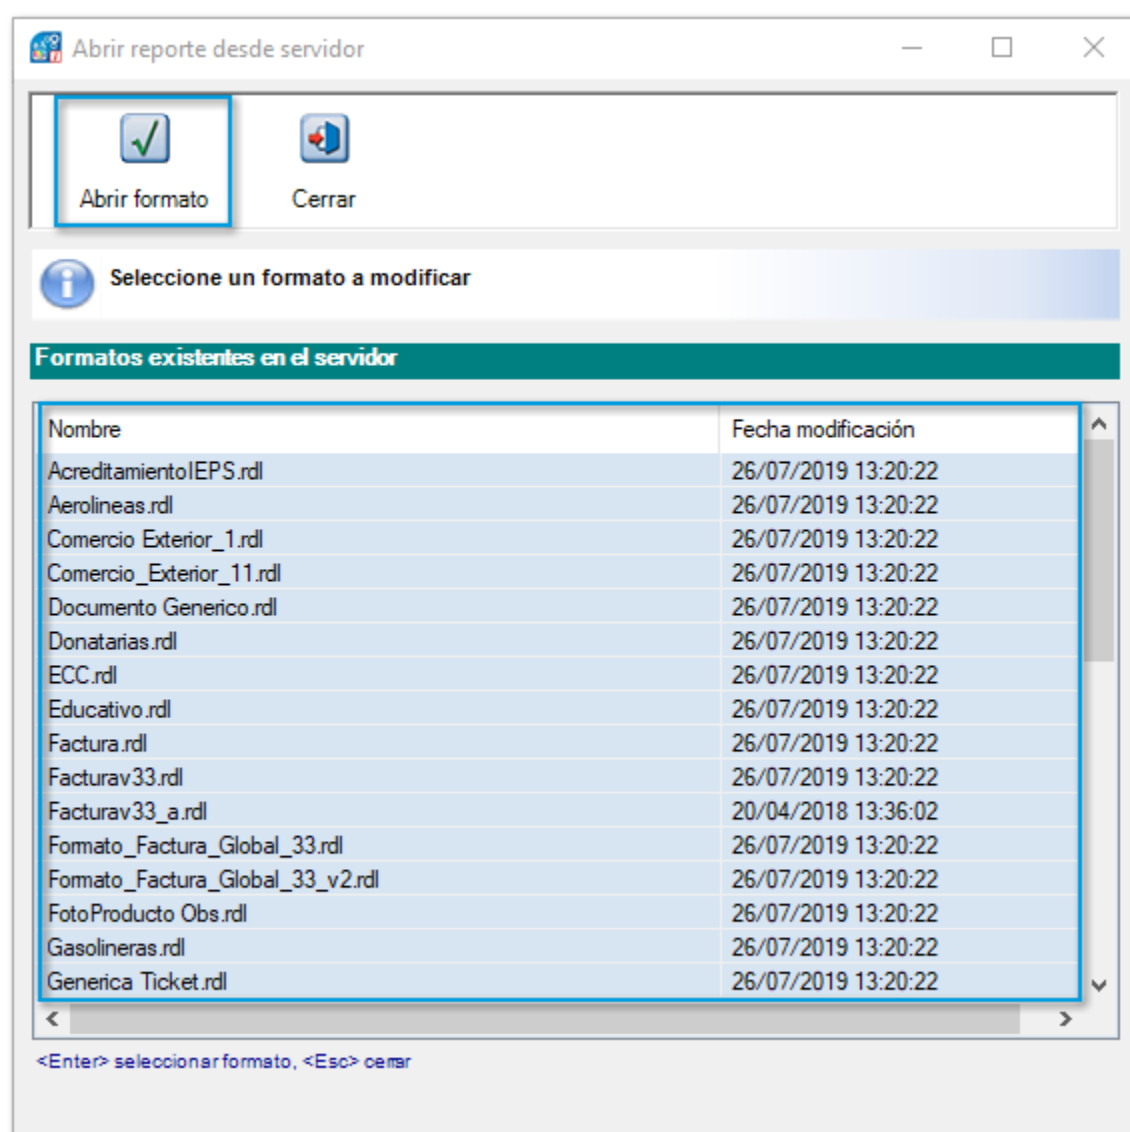 Abrir reporte desde servidor
Abrir formato Cerrar
Seleccione un formato a modificar
Formatos existentes en el servidor
Nombre Fecha modificación
AcreditamientoIEPS.rdl 26/07/2019 13:20:22
Aerolineas.rdl 26/07/2019 13:20:22
Comercio Exterior_1.rdl 26/07/2019 13:20:22
Comercio_Exterior_11.rdl 26/07/2019 13:20:22
Documento Generico.rdl 26/07/2019 13:20:22
Donatarias.rdl 26/07/2019 13:20:22
ECC.rdl 26/07/2019 13:20:22
Educativo.rdl 26/07/2019 13:20:22
Factura.rdl 26/07/2019 13:20:22
Facturav33.rdl 26/07/2019 13:20:22
Facturav33_a.rdl 20/04/2018 13:36:02
Formato_Factura_Global_33.rdl 26/07/2019 13:20:22
Formato_Factura_Global_33_v2.rdl 26/07/2019 13:20:22
FotoProducto Obs.rdl 26/07/2019 13:20:22
Gasolineras.rdl 26/07/2019 13:20:22
Generica Ticket.rdl 26/07/2019 13:20:22
<Enter> seleccionar formato, <Esc> cerrar